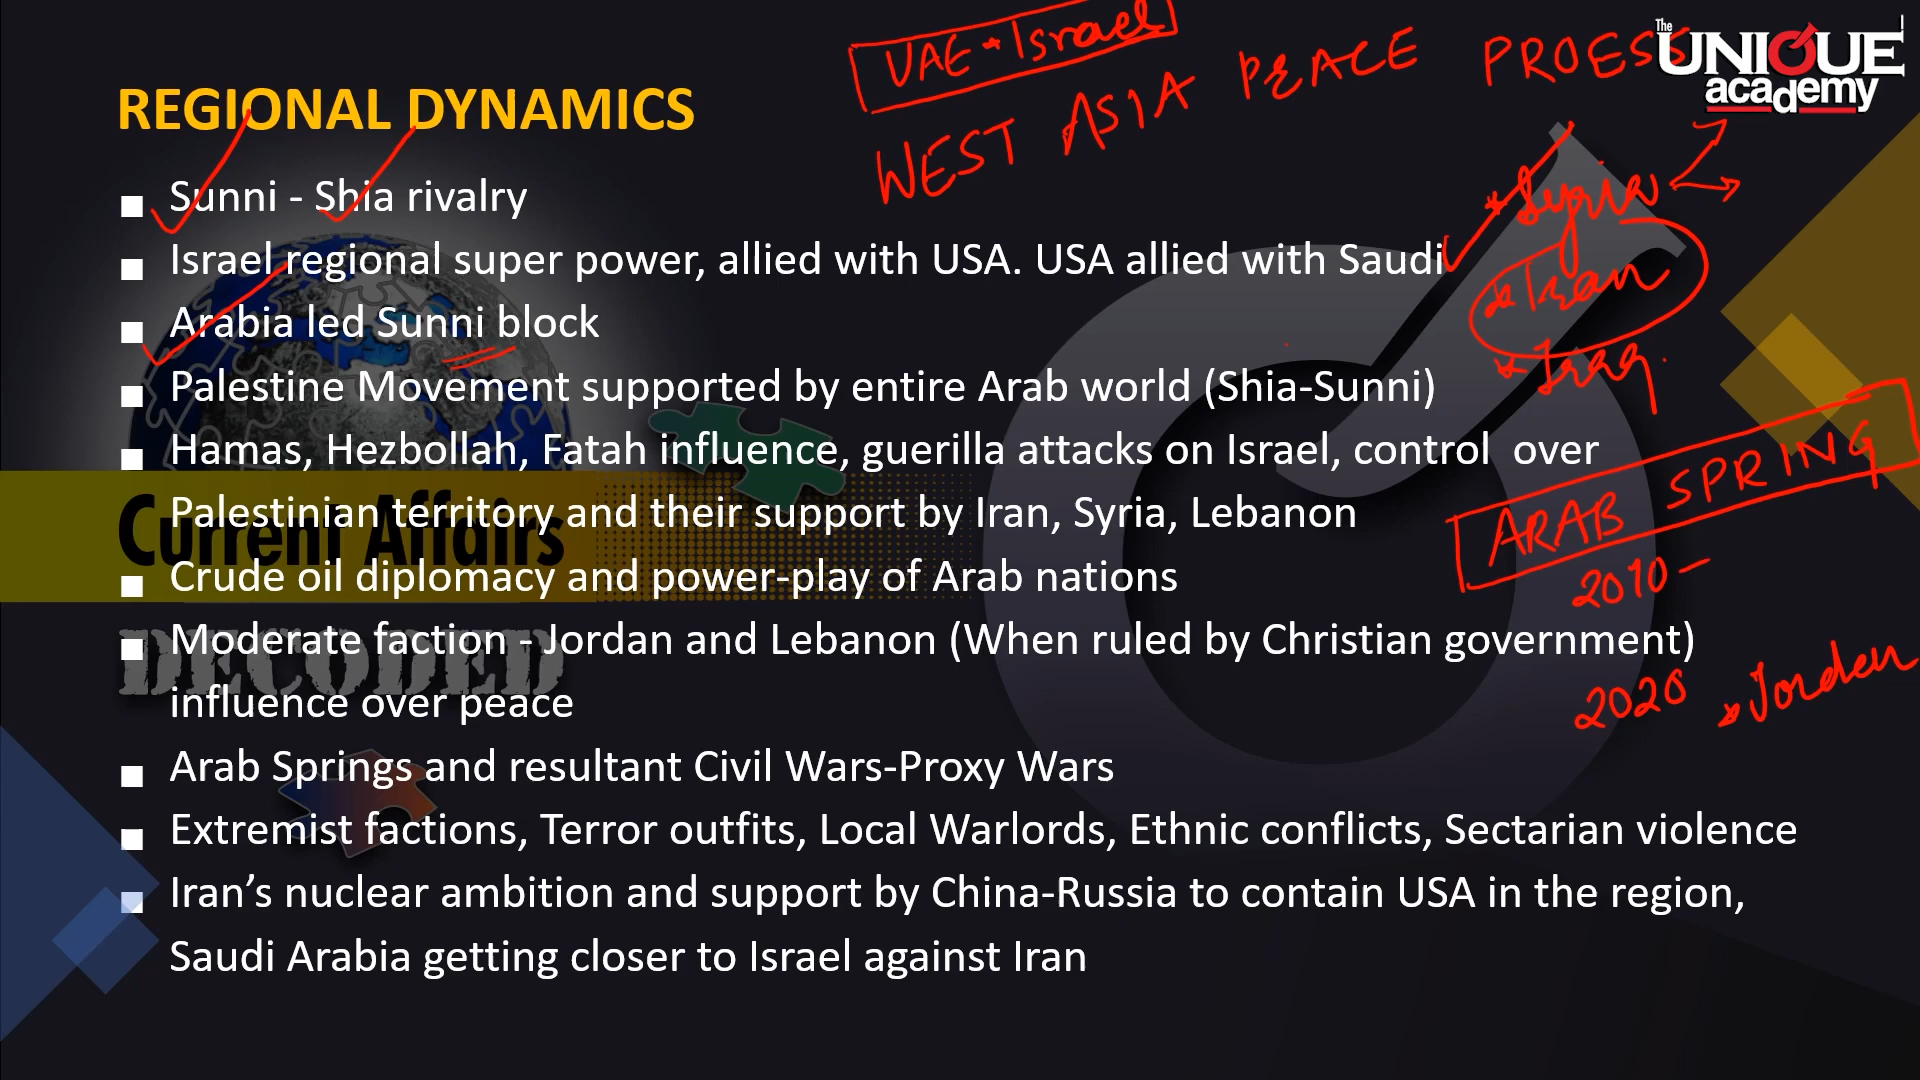 The
UNIQUE
academy
UAE * Israel
WEST ASIA PEACE PROESS
REGIONAL DYNAMICS
Sunni - Shia rivalry
* Syria
Israel regional super power, allied with USA. USA allied with Saudi
* Iran
Arabia led Sunni block
* Iraq
Palestine Movement supported by entire Arab world (Shia-Sunni)
Hamas, Hezbollah, Fatah influence, guerilla attacks on Israel, control over
ARAB SPRING
Palestinian territory and their support by Iran, Syria, Lebanon
Current Affairs
Crude oil diplomacy and power-play of Arab nations
2010 -
Moderate faction - Jordan and Lebanon (When ruled by Christian government)
DECODED
influence over peace
2020 * Jorden
Arab Springs and resultant Civil Wars-Proxy Wars
Extremist factions, Terror outfits, Local Warlords, Ethnic conflicts, Sectarian violence
Iran’s nuclear ambition and support by China-Russia to contain USA in the region,
Saudi Arabia getting closer to Israel against Iran